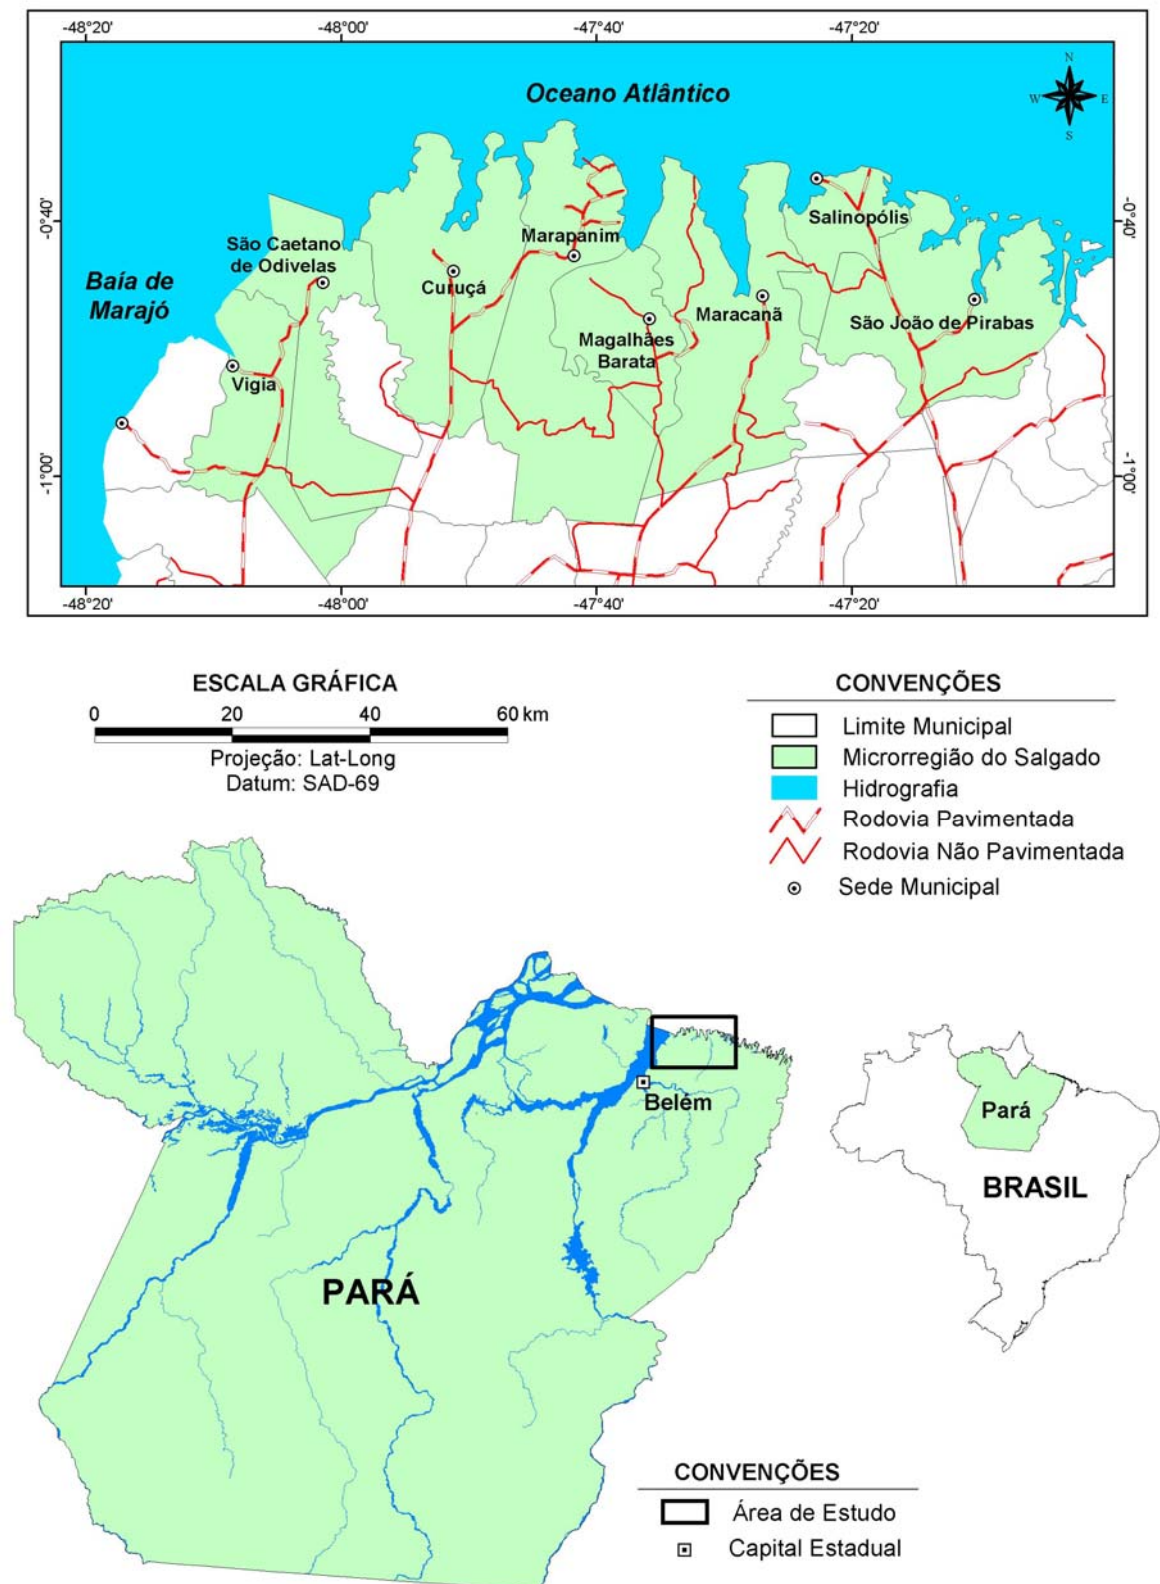 -48°20'
-48°00'
-47°40'
-47°20'
Oceano Atlântico
N
W
E
S
-0°40'
-0°40'
Salinopólis
Marapanim
São Caetano
de Odivelas
Baía de
Marajó
Curuçá
Maracanã
São João de Pirabas
Magalhães
Barata
Vigia
-1°00'
-1°00'
-48°20'
-48°00'
-47°40'
-47°20'
ESCALA GRÁFICA
0 20 40 60 km
Projeção: Lat-Long
Datum: SAD-69
CONVENÇÕES
Limite Municipal
Microrregião do Salgado
Hidrografia
Rodovia Pavimentada
Rodovia Não Pavimentada
Sede Municipal
Belém
Pará
BRASIL
PARÁ
CONVENÇÕES
Área de Estudo
Capital Estadual